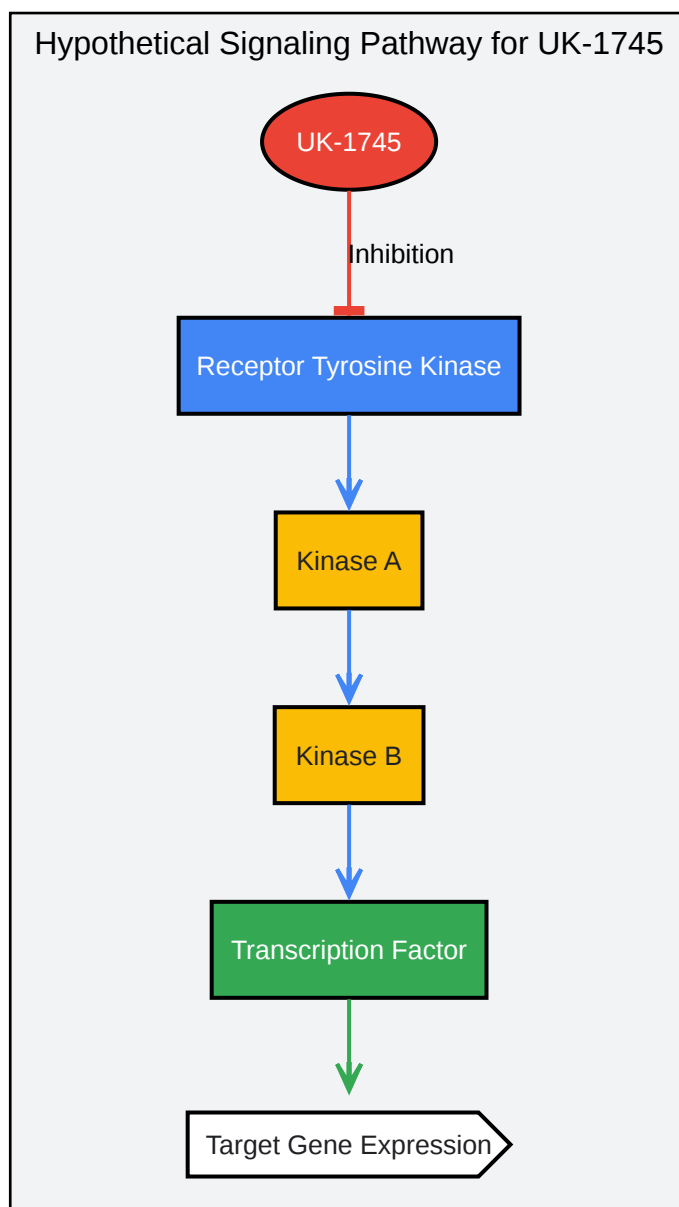 Hypothetical Signaling Pathway for UK-1745
UK-1745
Inhibition
Receptor Tyrosine Kinase
Kinase A
Kinase B
Transcription Factor
Target Gene Expression